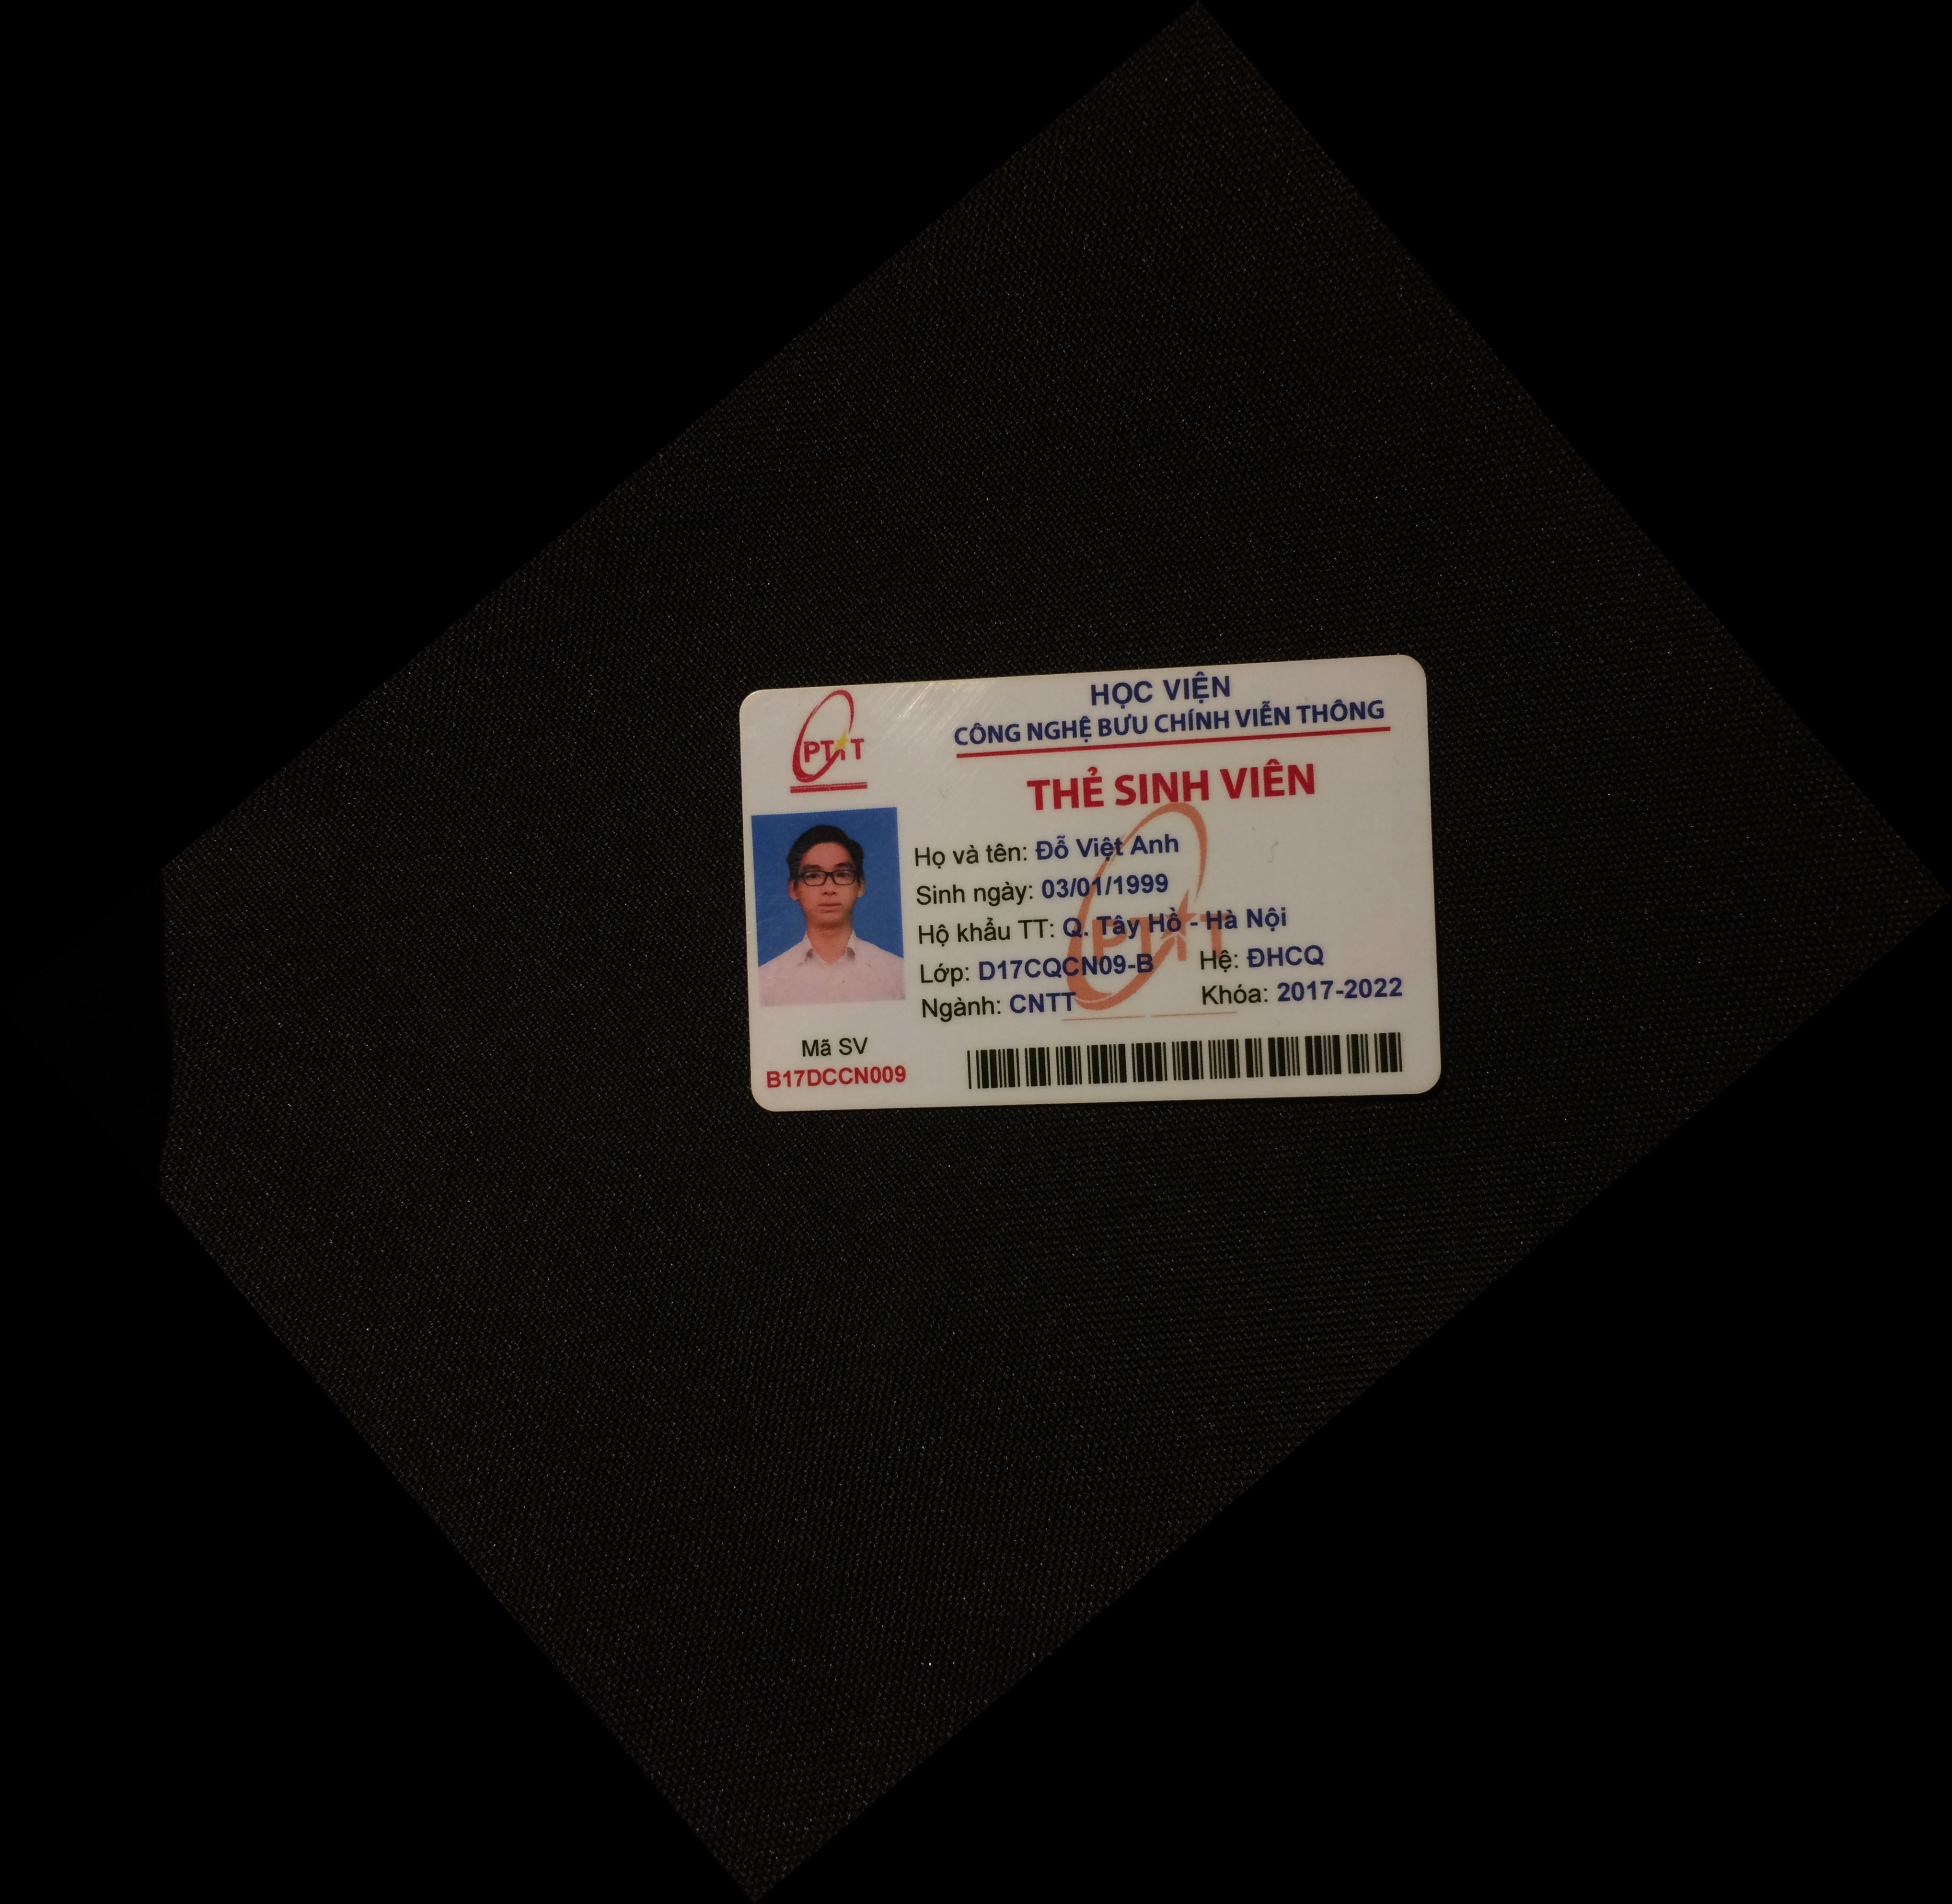 HỌC VIỆN
CÔNG NGHỆ BƯU CHÍNH VIỄN THÔNG
PTIT
THẺ SINH VIÊN
Họ và tên: Đỗ Việt Anh
Sinh ngày: 03/01/1999
Hộ khẩu TT: Q. Tây Hồ - Hà Nội
PTIT
Lớp: D17CQCN09-B Hệ: ĐHCQ
Ngành: CNTT Khóa: 2017-2022
Mã SV
B17DCCN009